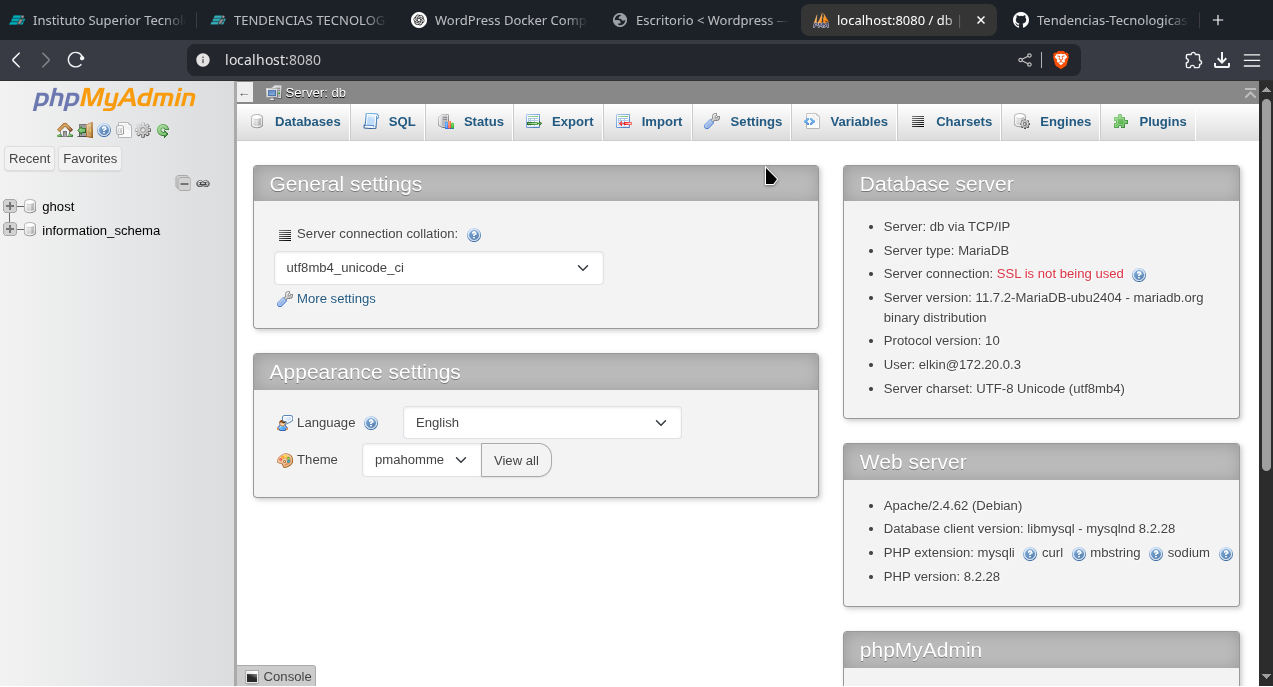 Instituto Superior Tecnol
TENDENCIAS TECNOLOG
WordPress Docker Comp
Escritorio < Wordpress —
localhost:8080 / db
Tendencias-Tecnologicas
localhost:8080
phpMyAdmin
Recent
Favorites
ghost
information_schema
Server: db
Databases
SQL
Status
Export
Import
Settings
Variables
Charsets
Engines
Plugins
General settings
Server connection collation:
utf8mb4_unicode_ci
More settings
Appearance settings
Language
English
Theme
pmahomme
View all
Database server
Server: db via TCP/IP
Server type: MariaDB
Server connection: SSL is not being used
Server version: 11.7.2-MariaDB-ubu2404 - mariadb.org
binary distribution
Protocol version: 10
User: elkin@172.20.0.3
Server charset: UTF-8 Unicode (utf8mb4)
Web server
Apache/2.4.62 (Debian)
Database client version: libmysql - mysqlnd 8.2.28
PHP extension: mysqli curl mbstring sodium
PHP version: 8.2.28
phpMyAdmin
Console